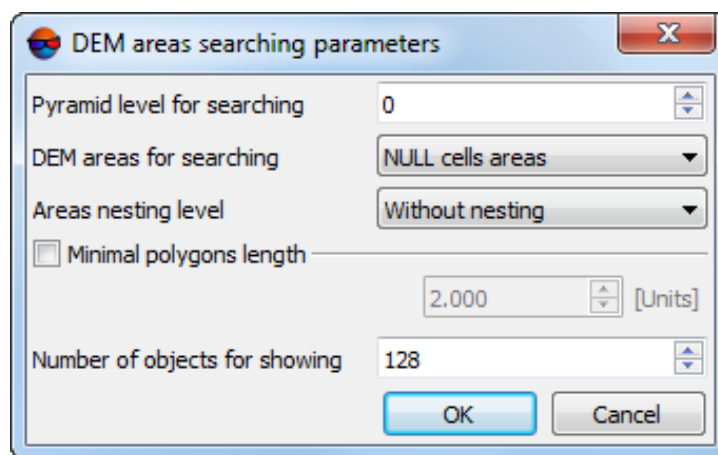 DEM areas searching parameters
Pyramid level for searching 0
DEM areas for searching NULL cells areas
Areas nesting level Without nesting
Minimal polygons length
2.000 [Units]
Number of objects for showing 128
OK Cancel